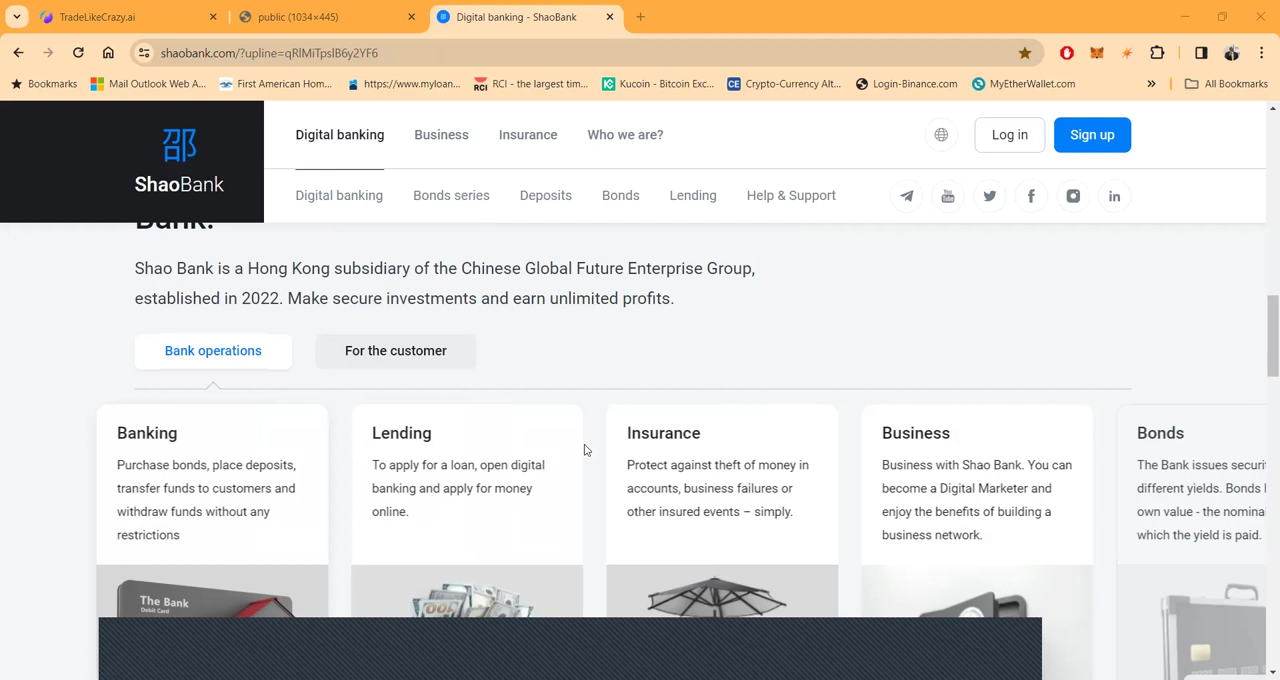 TradeLikeCrazy.ai
public (1034×445)
Digital banking - ShaoBank
shaobank.com/?upline=qRlMiTpslB6y2YF6
Bookmarks
Mail Outlook Web A...
First American Hom...
https://www.myloan...
RCI
RCI - the largest tim...
Kucoin - Bitcoin Exc...
CE
Crypto-Currency Alt...
Login-Binance.com
MyEtherWallet.com
»
All Bookmarks
邵
ShaoBank
Digital banking
Business
Insurance
Who we are?
Log in
Sign up
Digital banking
Bonds series
Deposits
Bonds
Lending
Help & Support
Bank.
Shao Bank is a Hong Kong subsidiary of the Chinese Global Future Enterprise Group,
established in 2022. Make secure investments and earn unlimited profits.
Bank operations
For the customer
Banking
Purchase bonds, place deposits,
transfer funds to customers and
withdraw funds without any
restrictions
The Bank
Debit Card
Lending
To apply for a loan, open digital
banking and apply for money
online.
100
Insurance
Protect against theft of money in
accounts, business failures or
other insured events – simply.
Business
Business with Shao Bank. You can
become a Digital Marketer and
enjoy the benefits of building a
business network.
Bonds
The Bank issues securi
different yields. Bonds
own value - the nomina
which the yield is paid.